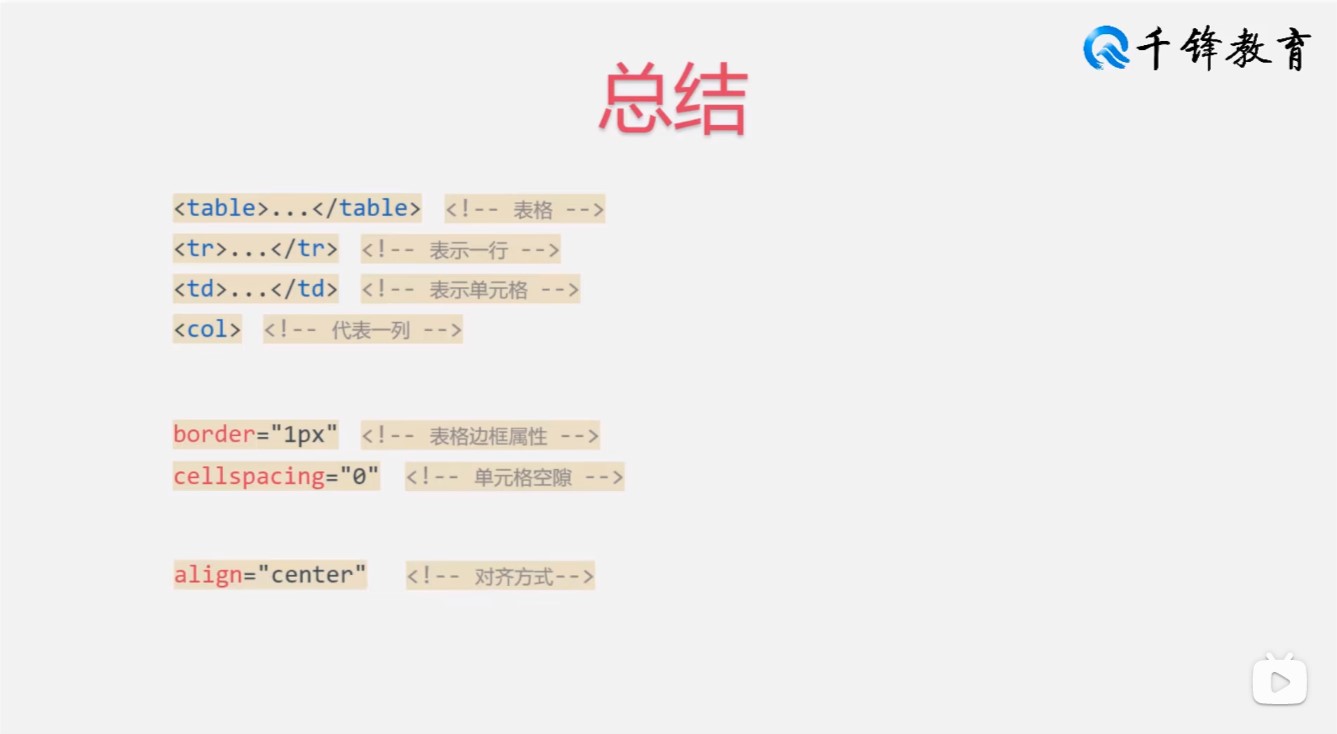 千锋教育
总结
<table>...</table> <!-- 表格 -->
<tr>...</tr> <!-- 表示一行 -->
<td>...</td> <!-- 表示单元格 -->
<col> <!-- 代表一列 -->
border="1px" <!-- 表格边框属性 -->
cellspacing="0" <!-- 单元格空隙 -->
align="center" <!-- 对齐方式-->